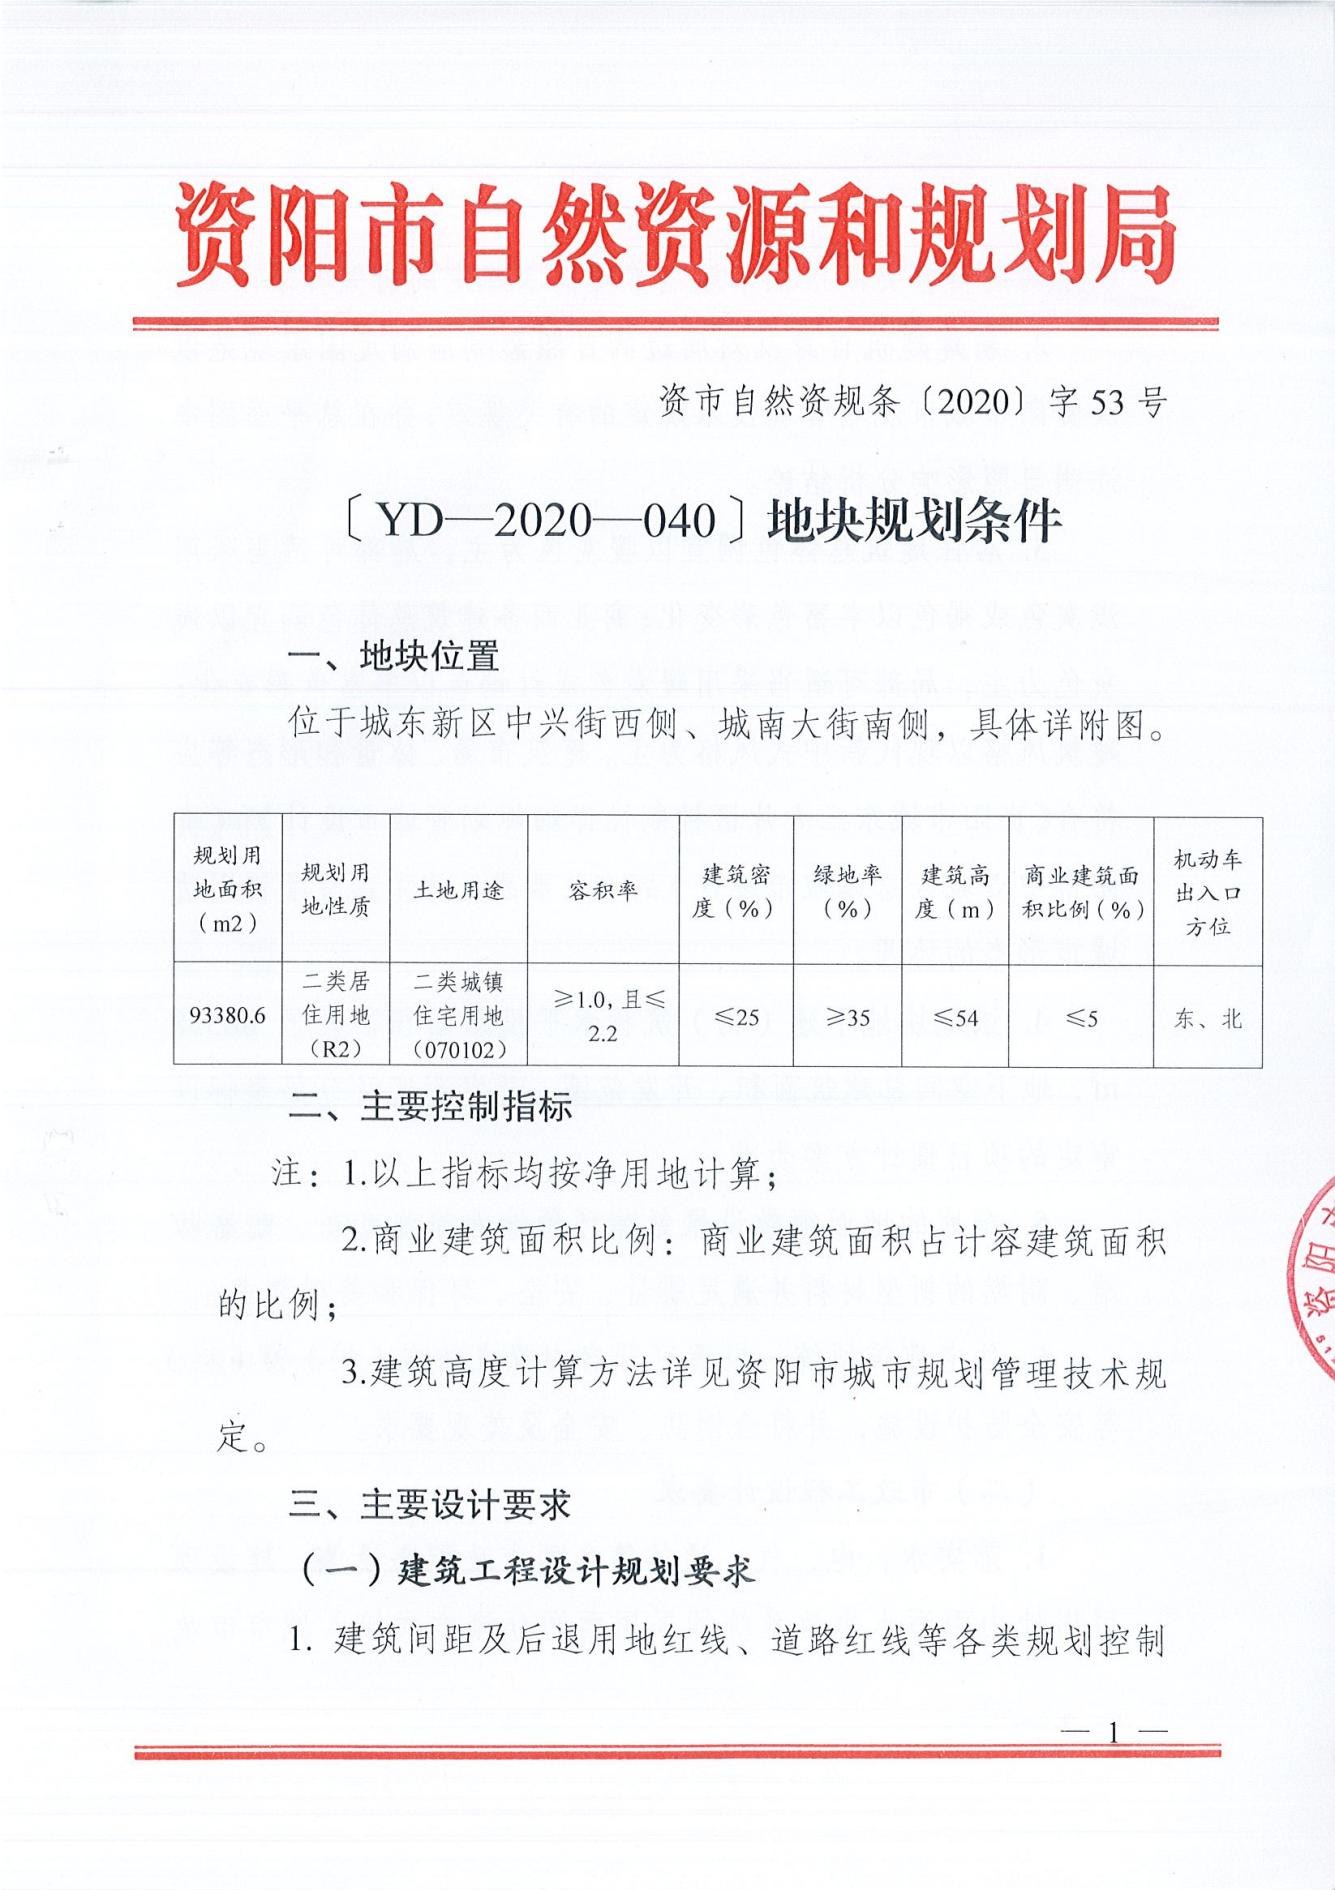 资阳市自然资源和规划局
资市自然资规条〔2020〕字 53 号
〔YD—2020—040〕地块规划条件
一、地块位置
位于城东新区中兴街西侧、城南大街南侧，具体详附图。
规划用地面积（m2） 规划用地性质 土地用途 容积率 建筑密度（%） 绿地率（%） 建筑高度（m） 商业建筑面积比例（%） 机动车出入口方位
93380.6 二类居住用地（R2） 二类城镇住宅用地（070102） ≥1.0，且≤2.2 ≤25 ≥35 ≤54 ≤5 东、北
二、主要控制指标
注：1.以上指标均按净用地计算；
2.商业建筑面积比例：商业建筑面积占计容建筑面积
的比例；
3.建筑高度计算方法详见资阳市城市规划管理技术规
定。
三、主要设计要求
（一）建筑工程设计规划要求
1. 建筑间距及后退用地红线、道路红线等各类规划控制
— 1 —
资阳